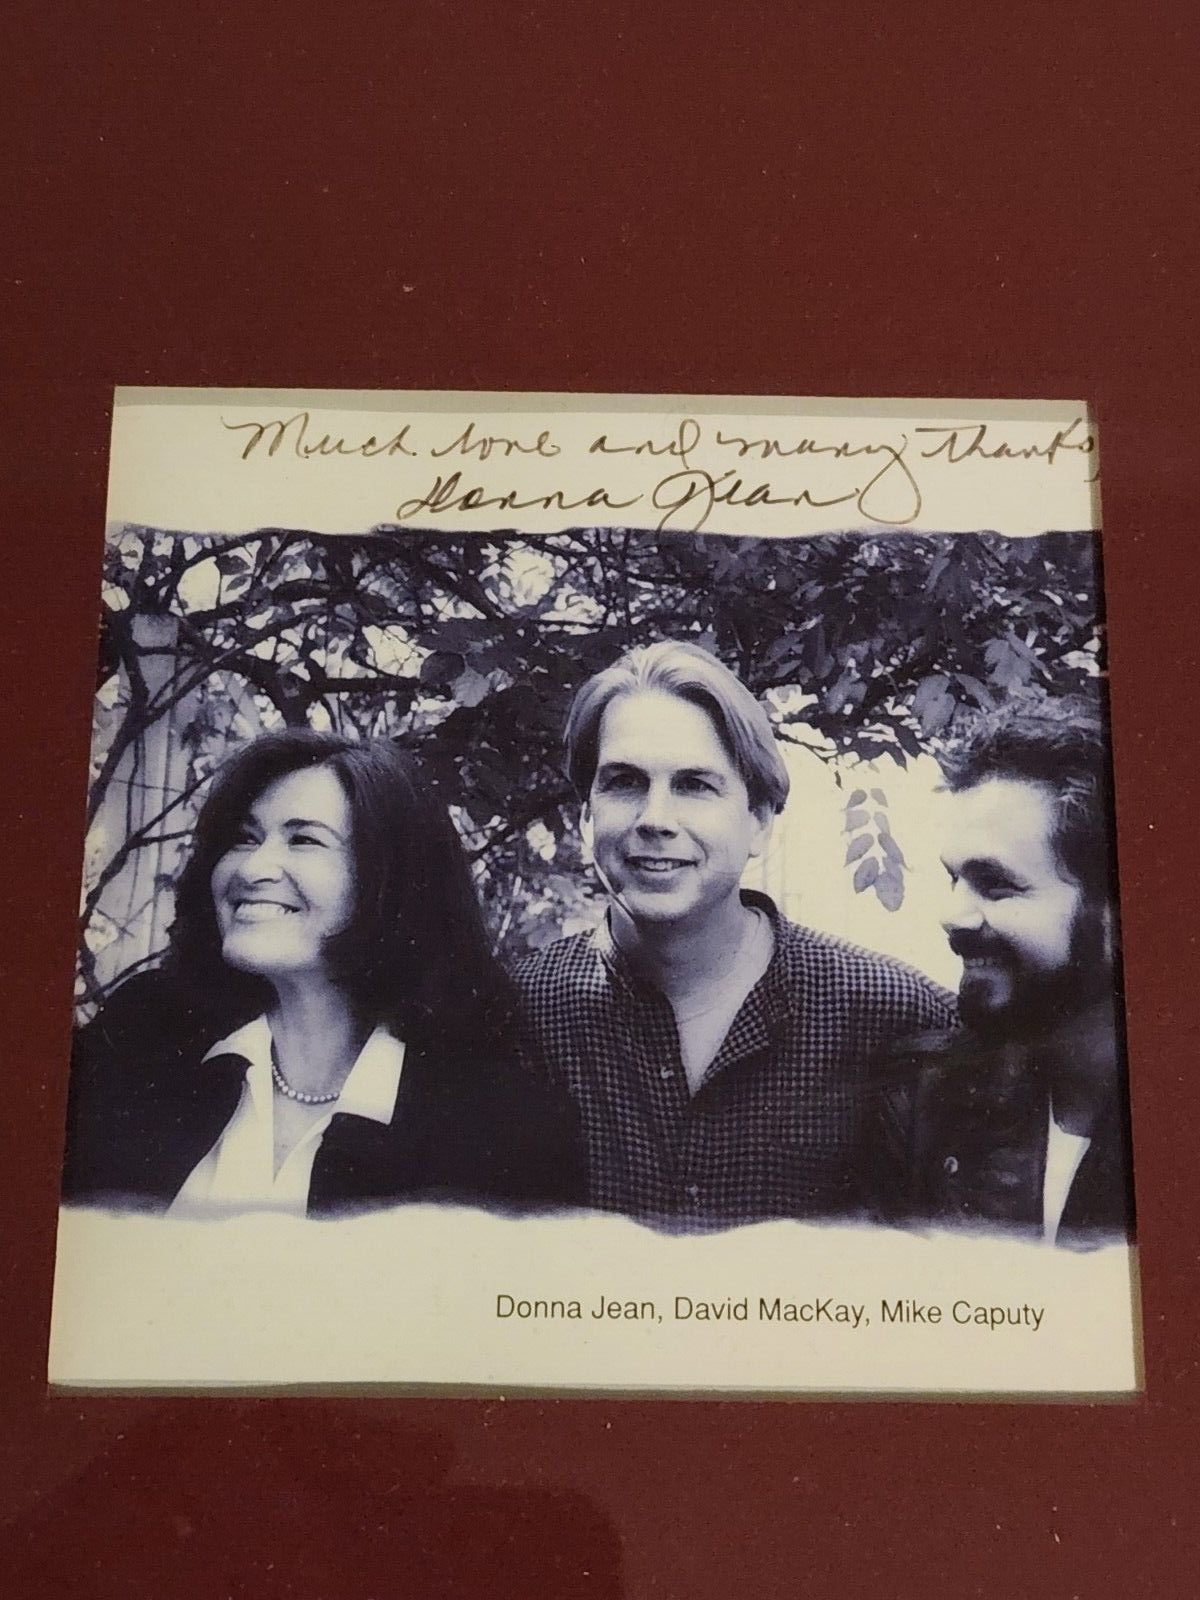 Much love and many thanks,
Donna Jean
Donna Jean, David MacKay, Mike Caputy